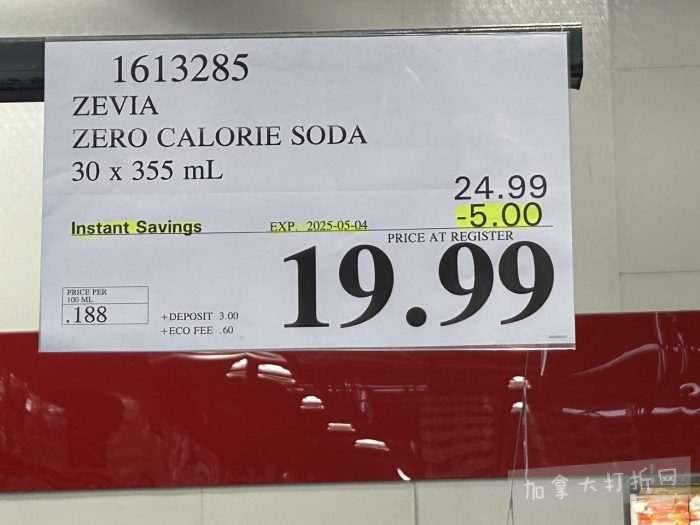 1613285
ZEVIA
ZERO CALORIE SODA
30 x 355 mL
24.99
Instant Savings EXP. 2025-05-04 -5.00
PRICE AT REGISTER
19.99
PRICE PER
100 ML
.188
+DEPOSIT 3.00
+ECO FEE .60
加拿大打折网